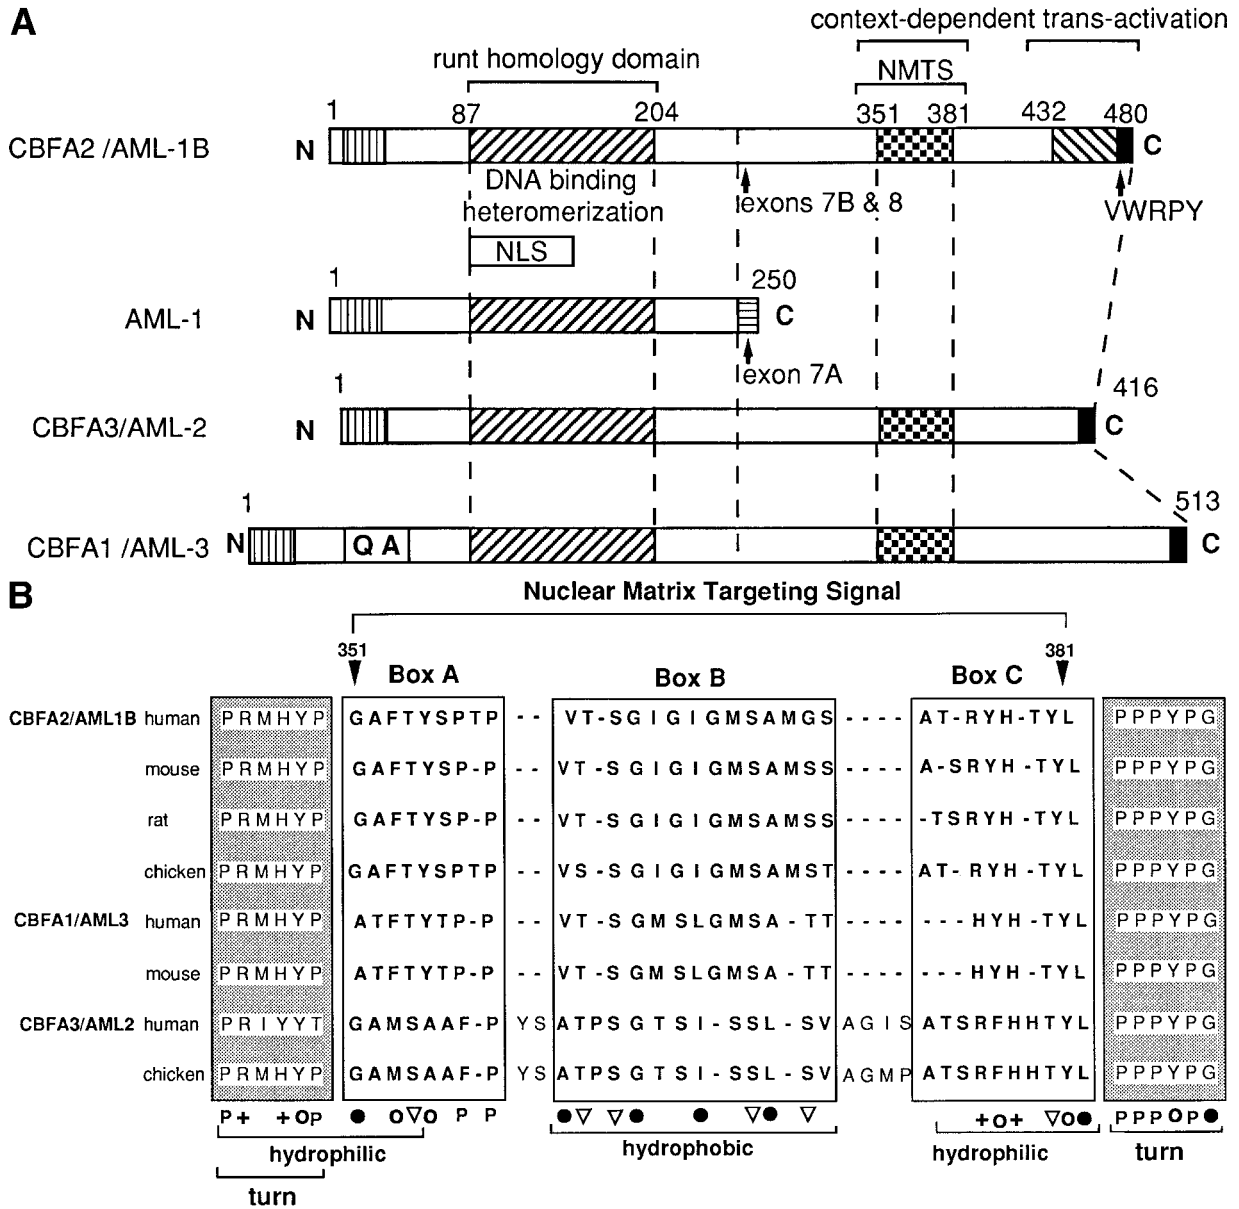 A
context-dependent trans-activation
runt homology domain
NMTS
1 87 204 351 381 432 480
CBFA2 /AML-1B N C
DNA binding
heteromerization
exons 7B & 8
VWRPY
NLS
1 250
AML-1 N C
exon 7A
1 416
CBFA3/AML-2 N C
1 513
CBFA1 /AML-3 N Q A C
B
Nuclear Matrix Targeting Signal
351 381
Box A Box B Box C
CBFA2/AML1B human PRMHYP GAFTYSPTP -- VT-SGIGIGMSAMGS ---- AT-RYH-TYL PPPYPG
mouse PRMHYP GAFTYSP-P -- VT-SGIGIGMSAMSS ---- A-SRYH-TYL PPPYPG
rat PRMHYP GAFTYSP-P -- VT-SGIGIGMSAMSS ---- -TSRYH-TYL PPPYPG
chicken PRMHYP GAFTYSPTP -- VS-SGIGIGMSAMST ---- AT-RYH-TYL PPPYPG
CBFA1/AML3 human PRMHYP ATFTYTP-P -- VT-SGMSLGMSA-TT ---- ---HYH-TYL PPPYPG
mouse PRMHYP ATFTYTP-P -- VT-SGMSLGMSA-TT ---- ---HYH-TYL PPPYPG
CBFA3/AML2 human PRIYYT GAMSAAF-P YS ATPSGTSI-SSL-SV AGIS ATSRFHHTYL PPPYPG
chicken PRMHYP GAMSAAF-P YS ATPSGTSI-SSL-SV AGMP ATSRFHHTYL PPPYPG
P+ +OP ● O▽O P P ●▽ ▽● ● ▽● ▽ +O+ ▽O● PPPOP●
hydrophilic hydrophobic hydrophilic turn
turn